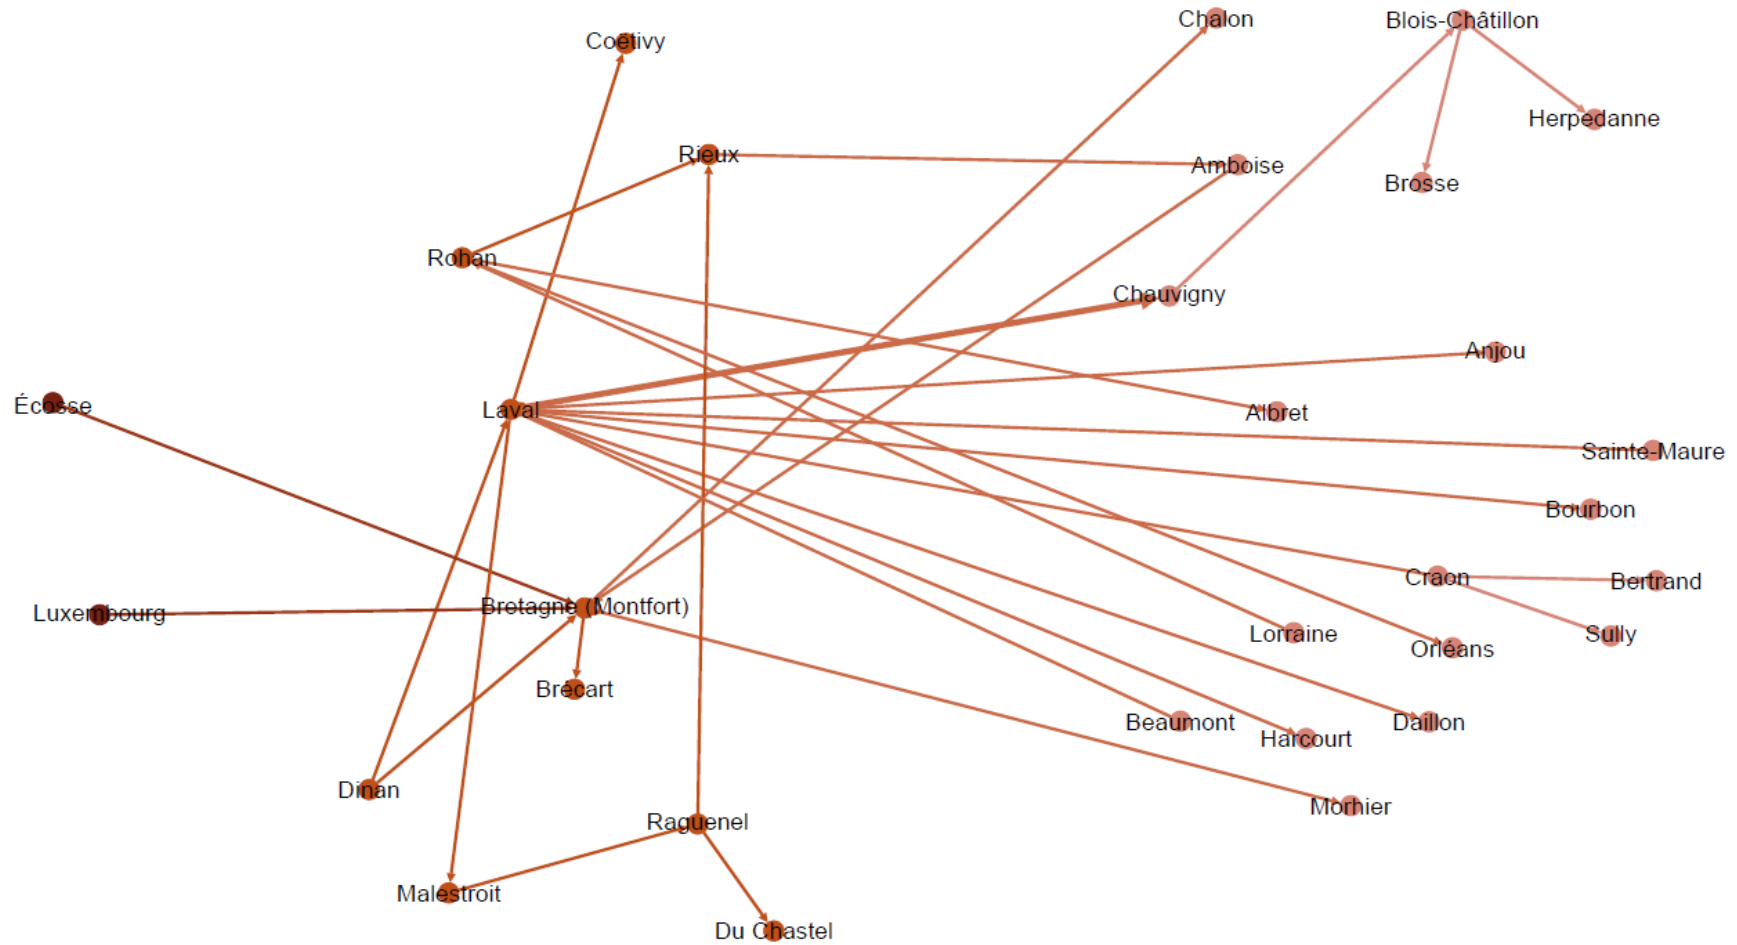 Chalon
Blois-Châtillon
Coëtivy
Herpedanne
Rieux
Amboise
Brosse
Rohan
Chauvigny
Anjou
Écosse
Laval
Albret
Sainte-Maure
Bourbon
Craon
Bertrand
Luxembourg
Bretagne (Montfort)
Lorraine
Sully
Orléans
Brécart
Beaumont
Daillon
Harcourt
Dinan
Morhier
Raguenel
Malestroit
Du Chastel